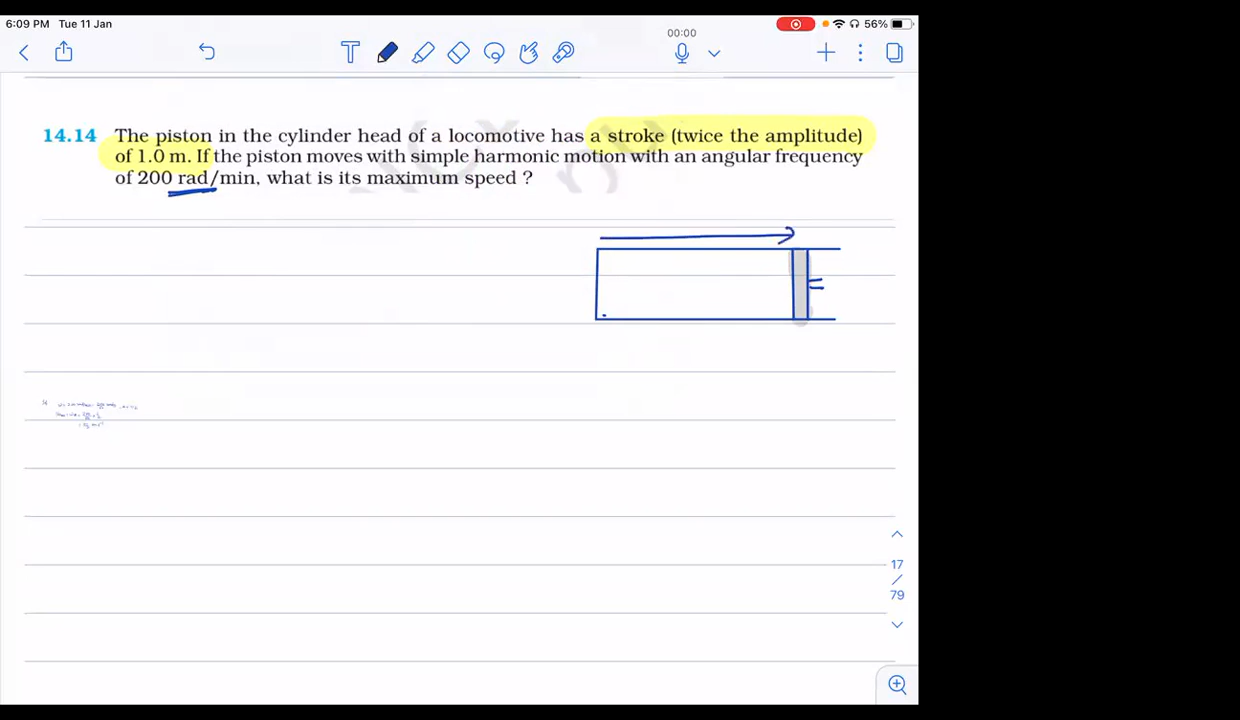 6:09 PM Tue 11 Jan
56%
00:00
T
14.14 The piston in the cylinder head of a locomotive has a stroke (twice the amplitude)
of 1.0 m. If the piston moves with simple harmonic motion with an angular frequency
of 200 rad/min, what is its maximum speed ?
17
/
79